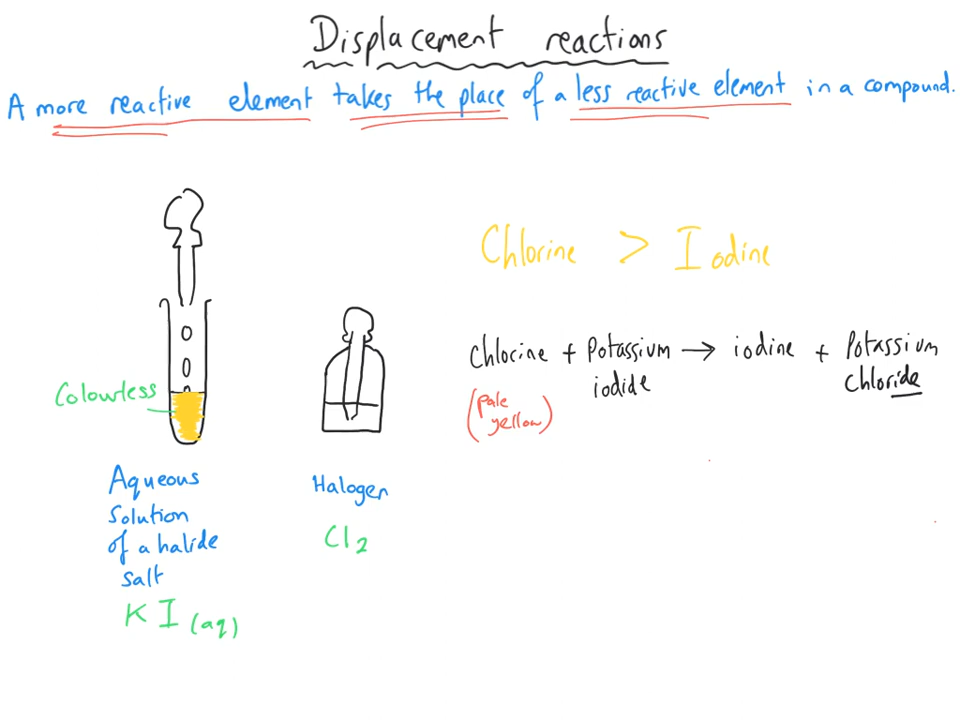 Displacement reactions
A more reactive element takes the place of a less reactive element in a compound.
Chlorine > Iodine
Chlorine + Potassium → iodine + Potassium
iodide chloride
(pale
yellow)
Colourless
Aqueous
Solution
of a halide
salt
KI (aq)
Halogen
Cl2